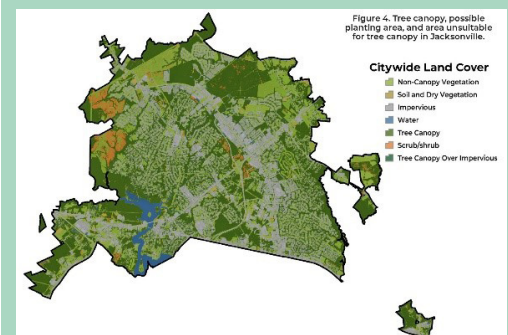 Figure 4. Tree canopy, possible
planting area, and area unsuitable
for tree canopy in Jacksonville.
Citywide Land Cover
Non-Canopy Vegetation
Soil and Dry Vegetation
Impervious
Water
Tree Canopy
Scrub/shrub
Tree Canopy Over Impervious